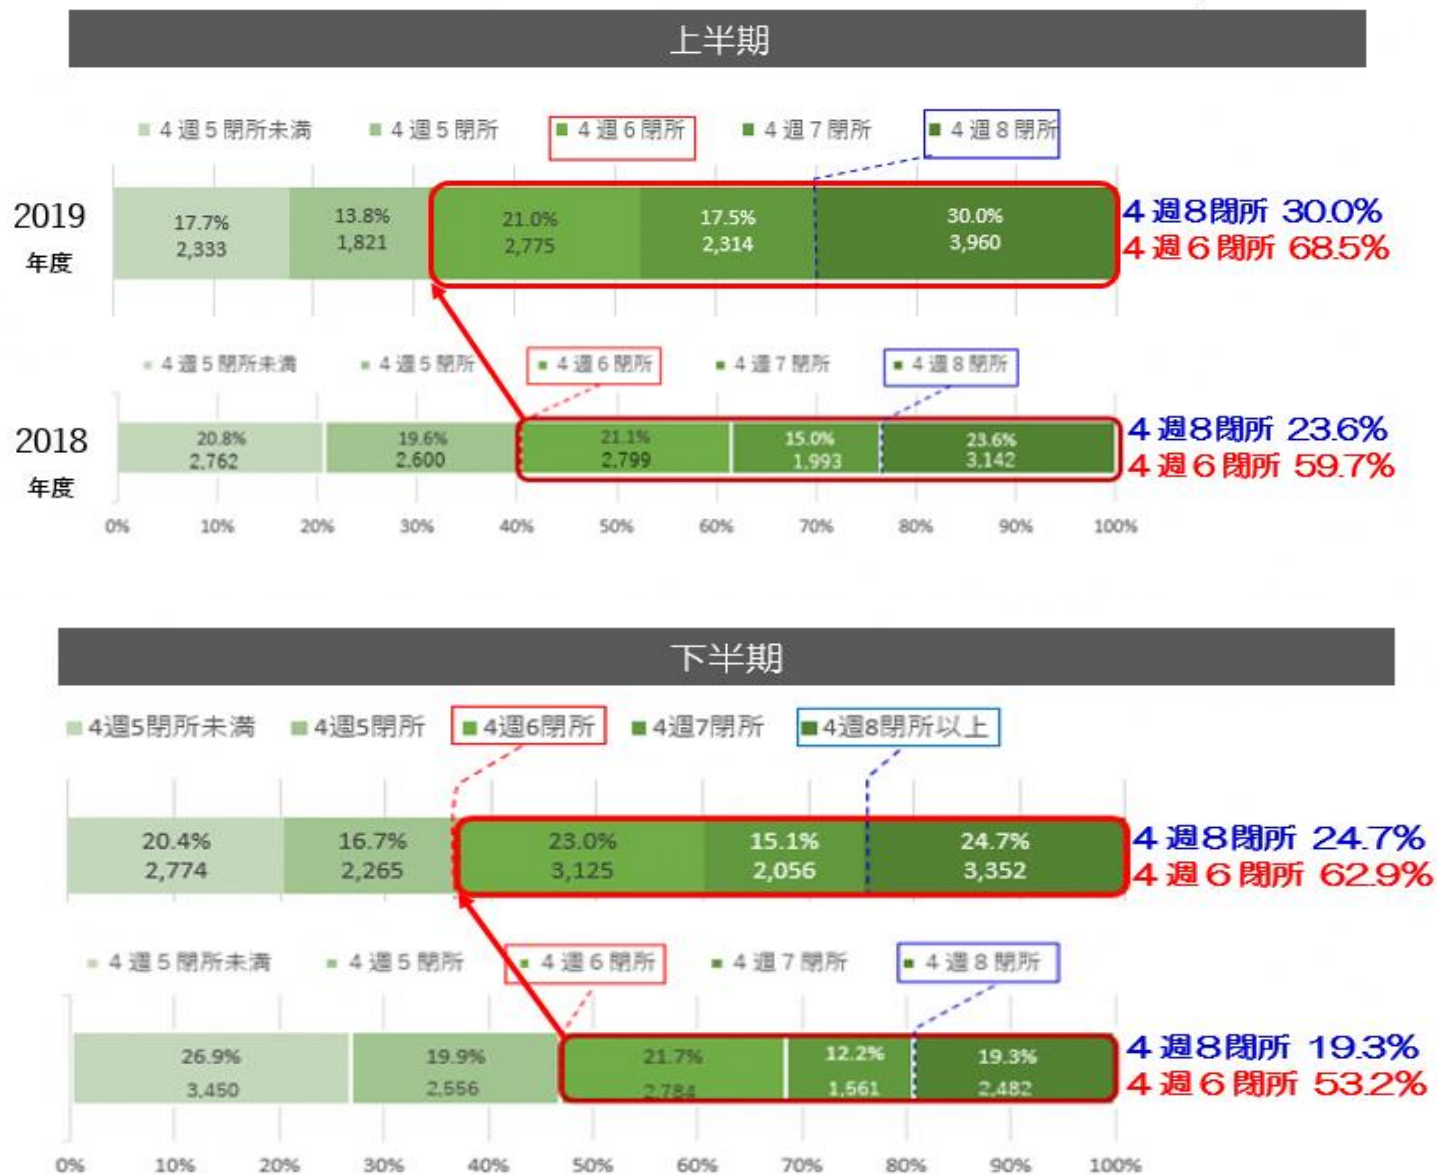 上半期
4週5閉所未満 4週5閉所 4週6閉所 4週7閉所 4週8閉所
2019
年度
17.7% 13.8% 21.0% 17.5% 30.0%
2,333 1,821 2,775 2,314 3,960
4週8閉所 30.0%
4週6閉所 68.5%
4週5閉所未満 4週5閉所 4週6閉所 4週7閉所 4週8閉所
2018
年度
20.8% 19.6% 21.1% 15.0% 23.6%
2,762 2,600 2,799 1,993 3,142
4週8閉所 23.6%
4週6閉所 59.7%
0% 10% 20% 30% 40% 50% 60% 70% 80% 90% 100%
下半期
4週5閉所未満 4週5閉所 4週6閉所 4週7閉所 4週8閉所以上
20.4% 16.7% 23.0% 15.1% 24.7%
2,774 2,265 3,125 2,056 3,352
4週8閉所 24.7%
4週6閉所 62.9%
4週5閉所未満 4週5閉所 4週6閉所 4週7閉所 4週8閉所
26.9% 19.9% 21.7% 12.2% 19.3%
3,450 2,556 2,784 1,561 2,482
4週8閉所 19.3%
4週6閉所 53.2%
0% 10% 20% 30% 40% 50% 60% 70% 80% 90% 100%